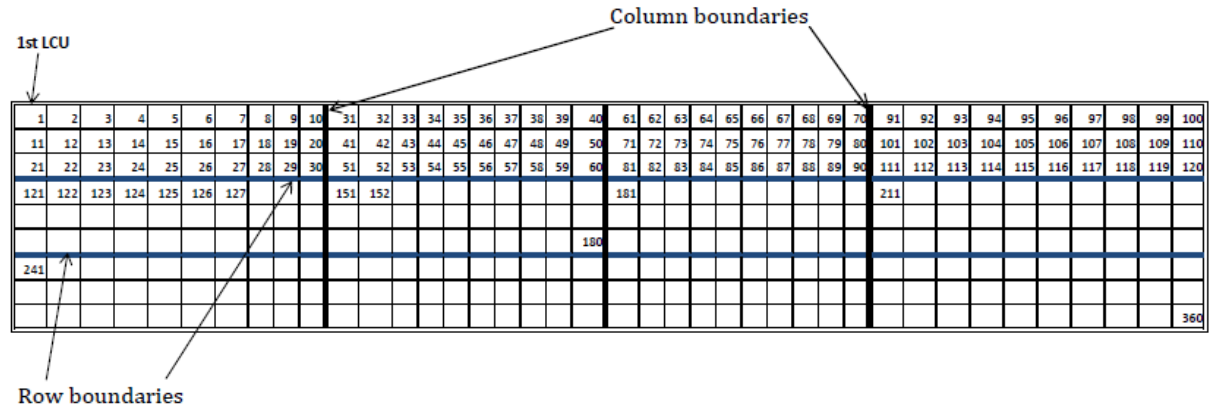 Column boundaries
1st LCU
1 2 3 4 5 6 7 8 9 10 31 32 33 34 35 36 37 38 39 40 61 62 63 64 65 66 67 68 69 70 91 92 93 94 95 96 97 98 99 100
11 12 13 14 15 16 17 18 19 20 41 42 43 44 45 46 47 48 49 50 71 72 73 74 75 76 77 78 79 80 101 102 103 104 105 106 107 108 109 110
21 22 23 24 25 26 27 28 29 30 51 52 53 54 55 56 57 58 59 60 81 82 83 84 85 86 87 88 89 90 111 112 113 114 115 116 117 118 119 120
121 122 123 124 125 126 127 151 152 181 211
180
241
360
Row boundaries